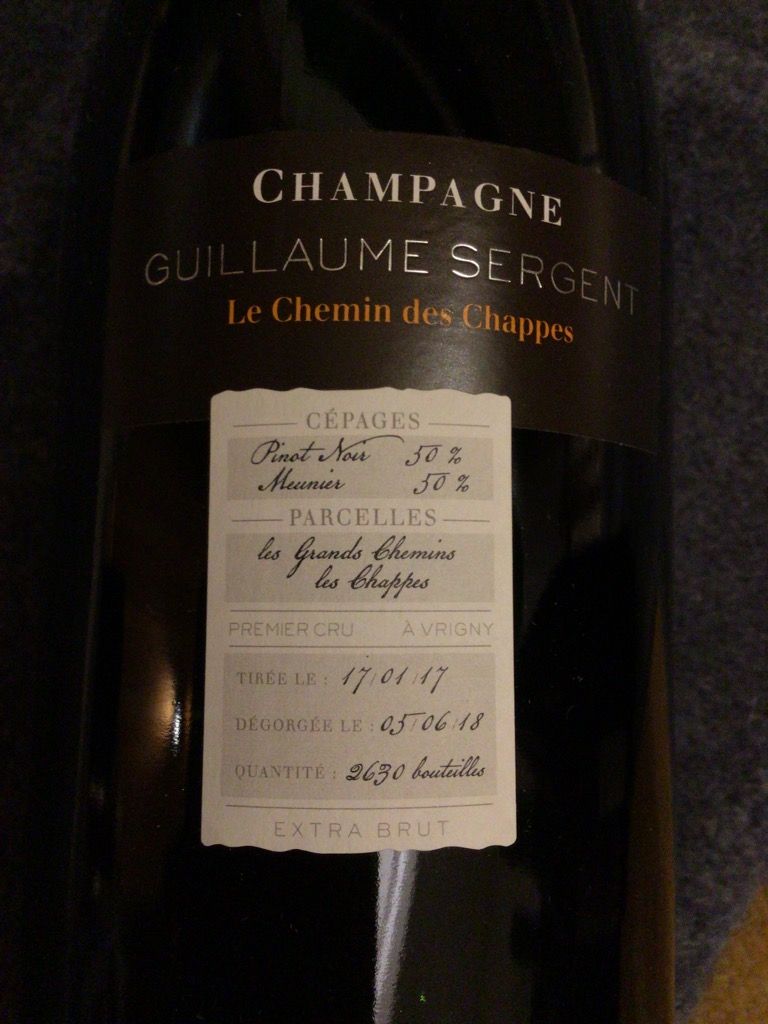 CHAMPAGNE
GUILLAUME SERGENT
Le Chemin des Chappes
CÉPAGES
Pinot Noir 50 %
Meunier 50 %
PARCELLES
les Grands Chemins
les Chappes
PREMIER CRU À VRIGNY
TIRÉE LE : 17/01/17
DÉGORGÉE LE : 05/06/18
QUANTITÉ : 2630 bouteilles
EXTRA BRUT